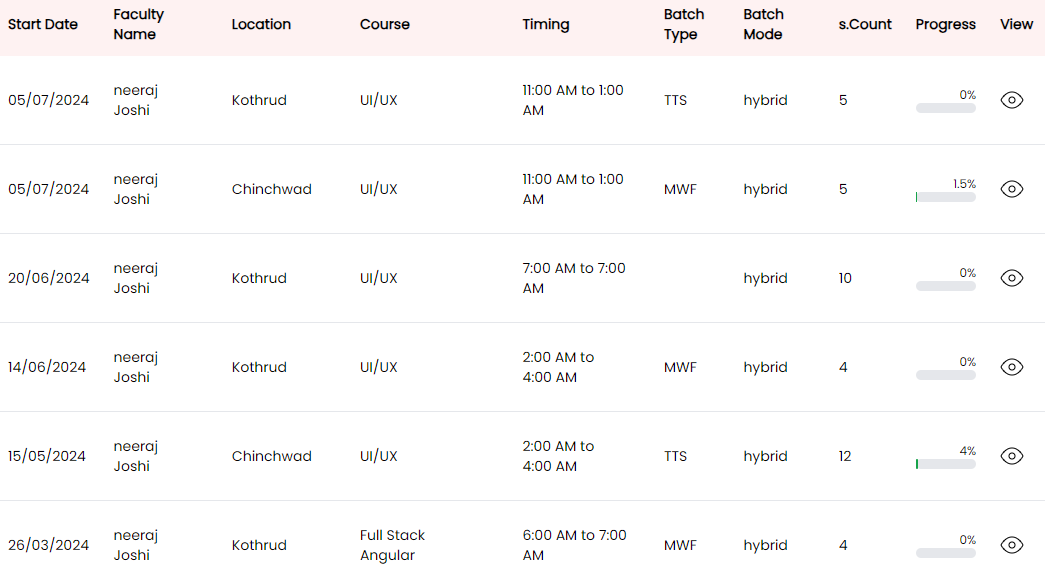 Start Date Faculty Name Location Course Timing Batch Type Batch Mode s.Count Progress View
05/07/2024 neeraj Joshi Kothrud UI/UX 11:00 AM to 1:00 AM TTS hybrid 5 0%
05/07/2024 neeraj Joshi Chinchwad UI/UX 11:00 AM to 1:00 AM MWF hybrid 5 1.5%
20/06/2024 neeraj Joshi Kothrud UI/UX 7:00 AM to 7:00 AM hybrid 10 0%
14/06/2024 neeraj Joshi Kothrud UI/UX 2:00 AM to 4:00 AM MWF hybrid 4 0%
15/05/2024 neeraj Joshi Chinchwad UI/UX 2:00 AM to 4:00 AM TTS hybrid 12 4%
26/03/2024 neeraj Joshi Kothrud Full Stack Angular 6:00 AM to 7:00 AM MWF hybrid 4 0%